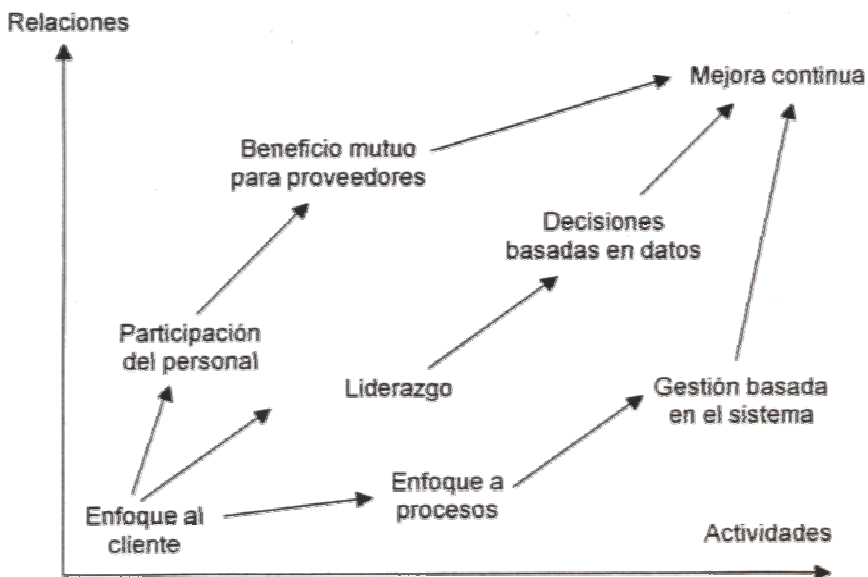 Relaciones
Mejora continua
Beneficio mutuo
para proveedores
Decisiones
basadas en datos
Participación
del personal
Liderazgo
Gestión basada
en el sistema
Enfoque a
procesos
Enfoque al
cliente
Actividades